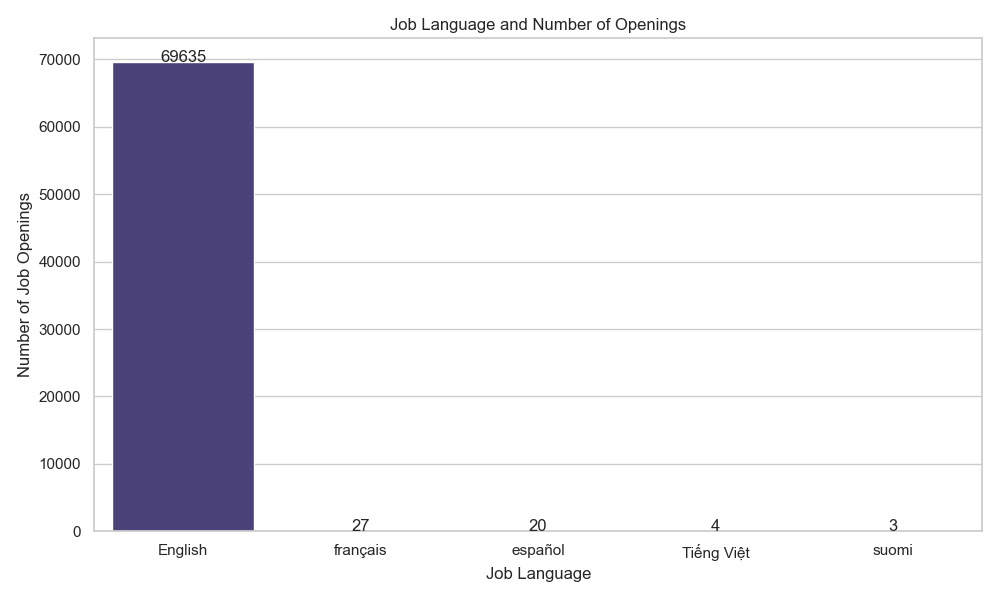 Job Language and Number of Openings
Number of Job Openings
70000
60000
50000
40000
30000
20000
10000
0
69635
27
20
4
3
English
français
español
Tiếng Việt
suomi
Job Language